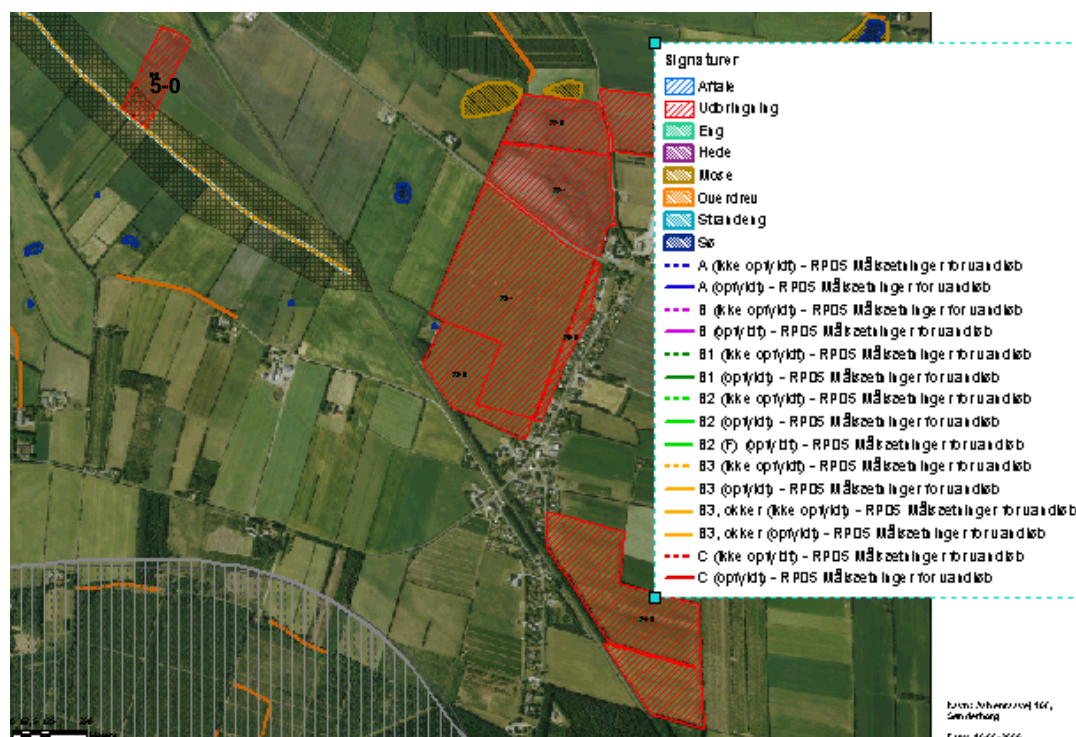 5-0
Signaturer
Aftale
Udbringning
Eng
Hede
Mose
Overdrev
Strandeng
Sø
A (Ikke opfyldt) - RP05 Målsætninger for vandløb
A (opfyldt) - RP05 Målsætninger for vandløb
B (Ikke opfyldt) - RP05 Målsætninger for vandløb
B (opfyldt) - RP05 Målsætninger for vandløb
B1 (Ikke opfyldt) - RP05 Målsætninger for vandløb
B1 (opfyldt) - RP05 Målsætninger for vandløb
B2 (Ikke opfyldt) - RP05 Målsætninger for vandløb
B2 (opfyldt) - RP05 Målsætninger for vandløb
B2 (F) (opfyldt) - RP05 Målsætninger for vandløb
B3 (Ikke opfyldt) - RP05 Målsætninger for vandløb
B3 (opfyldt) - RP05 Målsætninger for vandløb
B3, okker (Ikke opfyldt) - RP05 Målsætninger for vandløb
B3, okker (opfyldt) - RP05 Målsætninger for vandløb
C (Ikke opfyldt) - RP05 Målsætninger for vandløb
C (opfyldt) - RP05 Målsætninger for vandløb